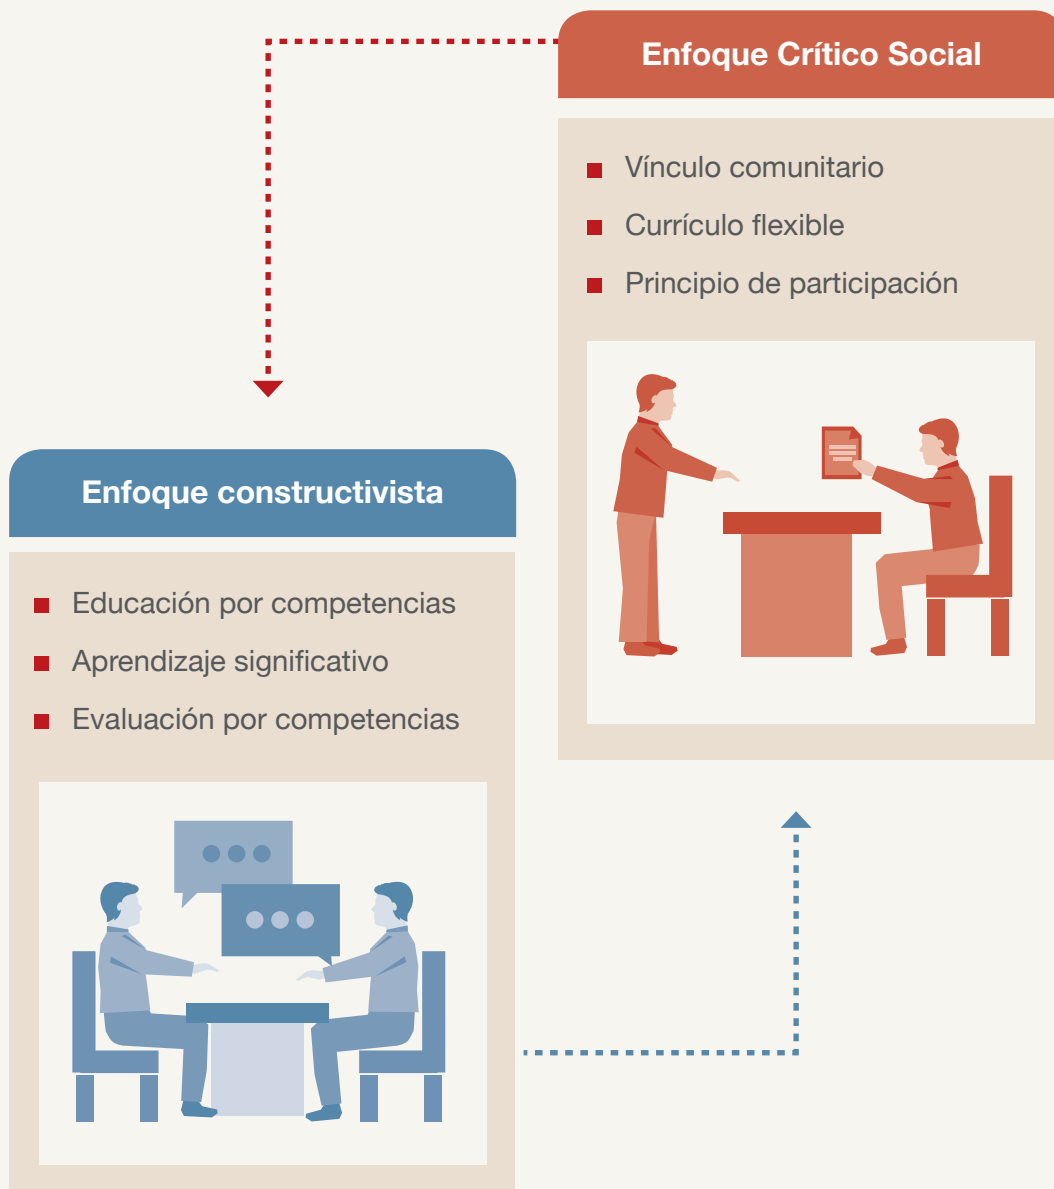 Enfoque Crítico Social
Vínculo comunitario
Currículo flexible
Principio de participación
Enfoque constructivista
Educación por competencias
Aprendizaje significativo
Evaluación por competencias